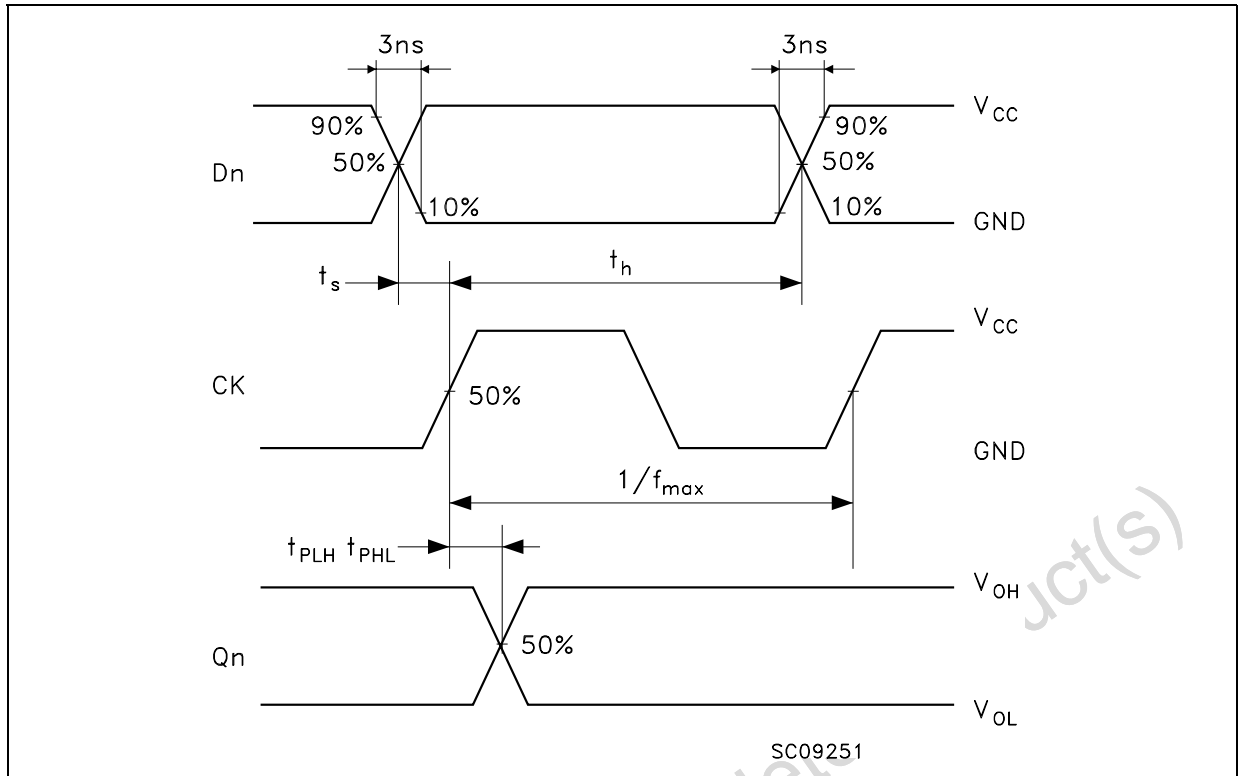 3ns 3ns
V_CC
90% 90%
Dn 50% 50%
10% 10%
GND
t_s t_h
V_CC
CK 50%
GND
1/f_max
t_PLH t_PHL
V_OH
Qn 50%
V_OL
SC09251